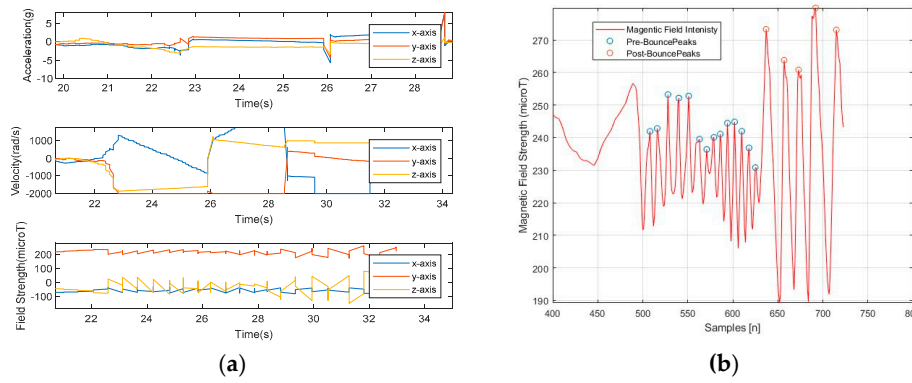 5
0
-5
-10
Acceleration(g)
20 21 22 23 24 25 26 27 28
Time(s)
x-axis
y-axis
z-axis
1000
0
-1000
-2000
Velocity(rad/s)
22 24 26 28 30 32 34
Time(s)
x-axis
y-axis
z-axis
200
100
0
-100
Field Strength(microT)
22 24 26 28 30 32 34
Time(s)
x-axis
y-axis
z-axis
(a)
270
260
250
240
230
220
210
200
190
Magnetic Field Strength (microT)
Magentic Field Intenisty
Pre-BouncePeaks
Post-BouncePeaks
400 450 500 550 600 650 700 750 800
Samples [n]
(b)